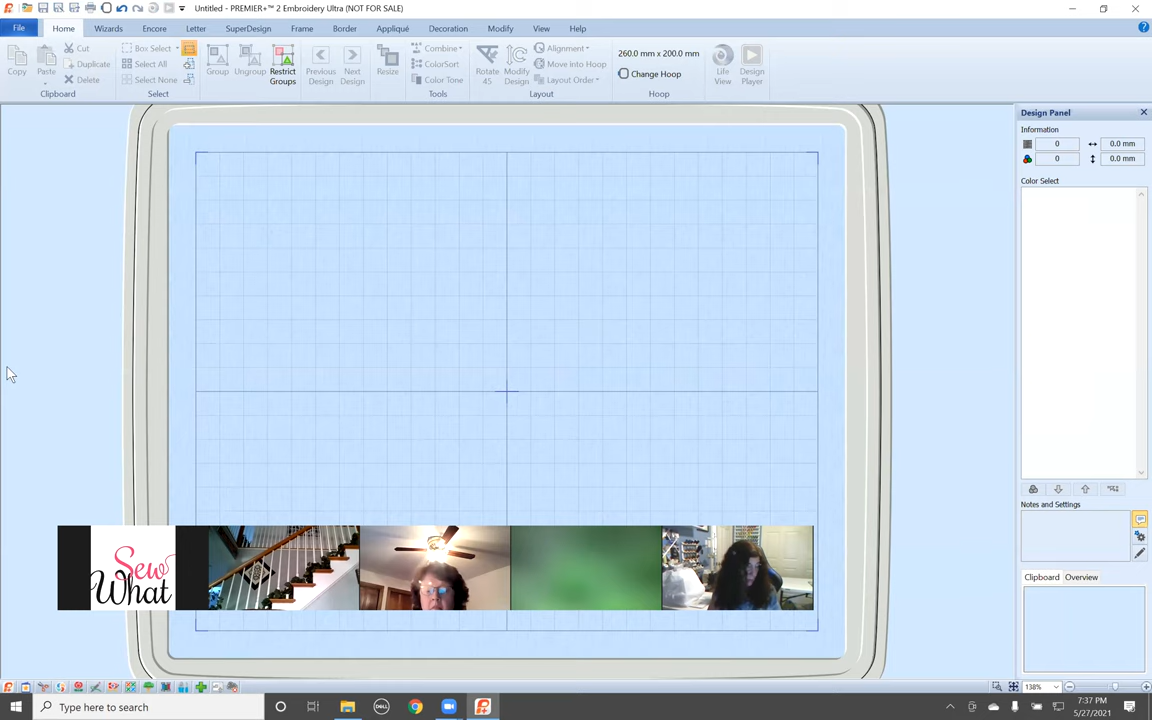 Untitled - PREMIER+™ 2 Embroidery Ultra (NOT FOR SALE)
File Home Wizards Encore Letter SuperDesign Frame Border Appliqué Decoration Modify View Help
Copy Paste Cut Duplicate Delete
Clipboard
Box Select Select All Select None
Select
Group Ungroup Restrict Groups
Previous Design Next Design
Resize
Combine ColorSort Color Tone
Tools
Rotate 45 Modify Design
Alignment Move into Hoop Layout Order
Layout
260.0 mm x 200.0 mm
Change Hoop
Hoop
Life View Design Player
Design Panel
Information
0 0.0 mm
0 0.0 mm
Color Select
Notes and Settings
Clipboard Overview
Sew What
138%
Type here to search
DELL
7:37 PM
5/27/2021